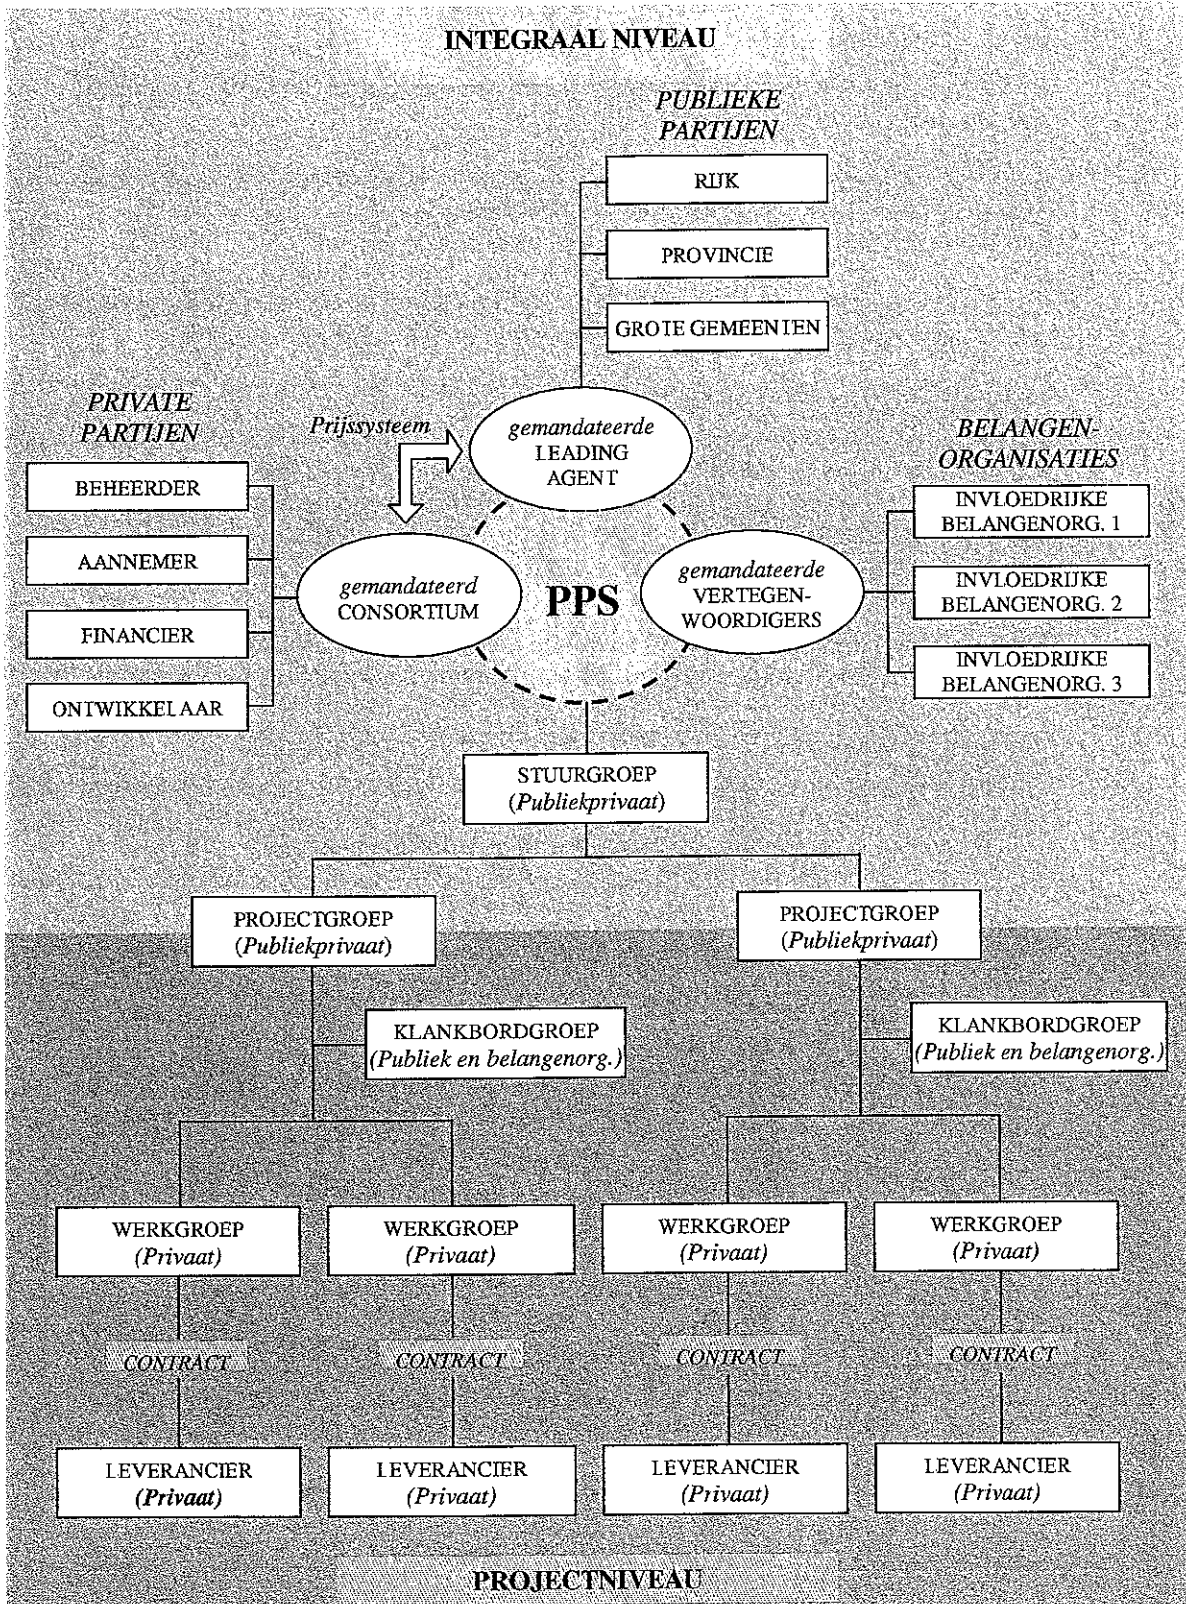 INTEGRAAL NIVEAU
PUBLIEKE
PARTIJEN
RIJK
PROVINCIE
GROTE GEMEENTEN
PRIVATE
PARTIJEN
BEHEERDER
AANNEMER
FINANCIER
ONTWIKKELAAR
Prijssysteem
gemandateerde
LEADING
AGENT
gemandateerd
CONSORTIUM
PPS
gemandateerde
VERTEGEN-
WOORDIGERS
BELANGEN-
ORGANISATIES
INVLOEDRIJKE
BELANGENORG. 1
INVLOEDRIJKE
BELANGENORG. 2
INVLOEDRIJKE
BELANGENORG. 3
STUURGROEP
(Publiekprivaat)
PROJECTGROEP
(Publiekprivaat)
PROJECTGROEP
(Publiekprivaat)
KLANKBORDGROEP
(Publiek en belangenorg.)
KLANKBORDGROEP
(Publiek en belangenorg.)
WERKGROEP
(Privaat)
WERKGROEP
(Privaat)
WERKGROEP
(Privaat)
WERKGROEP
(Privaat)
CONTRACT
CONTRACT
CONTRACT
CONTRACT
LEVERANCIER
(Privaat)
LEVERANCIER
(Privaat)
LEVERANCIER
(Privaat)
LEVERANCIER
(Privaat)
PROJECTNIVEAU